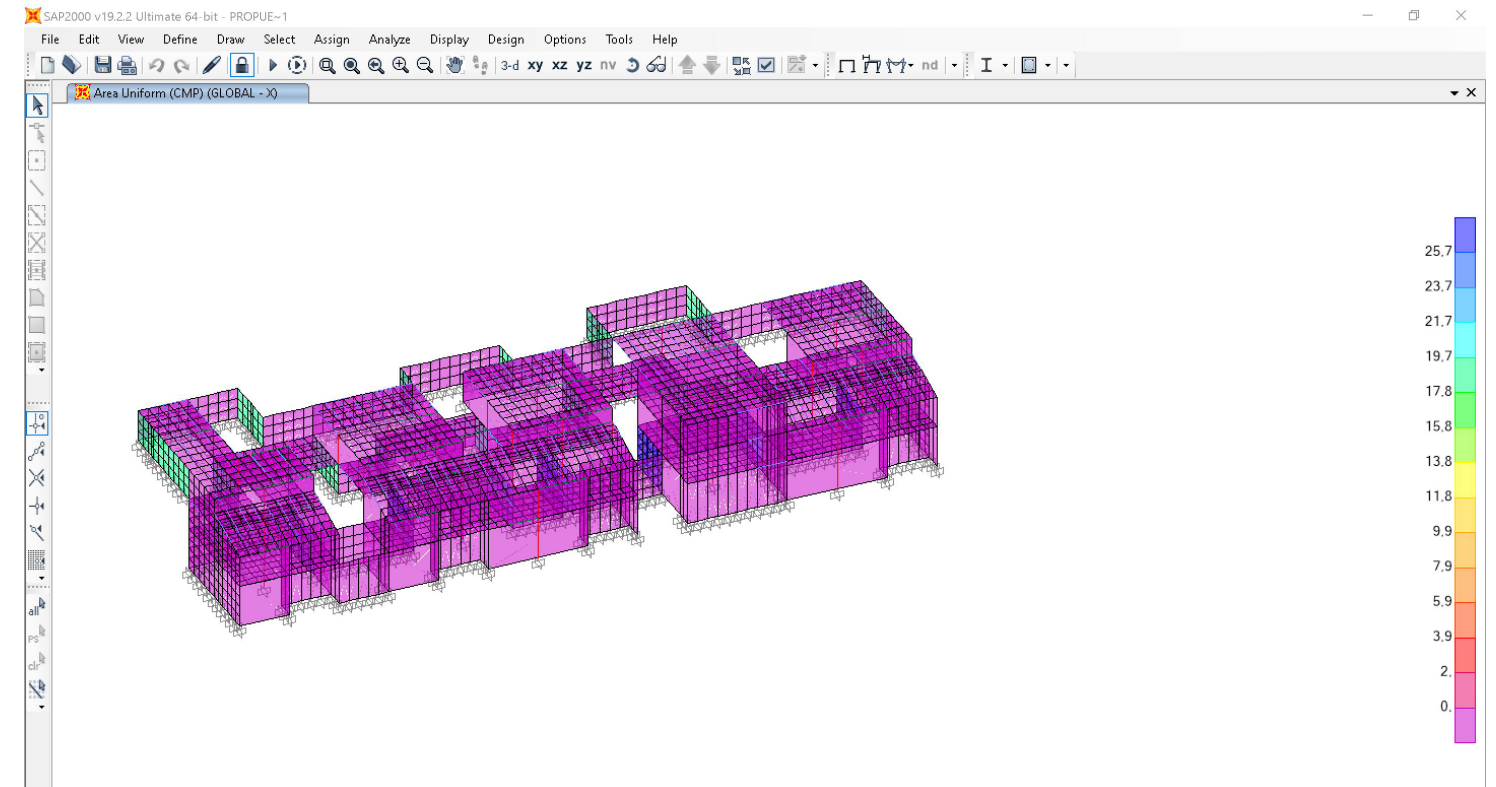 SAP2000 v19.2.2 Ultimate 64-bit - PROPUE~1
File Edit View Define Draw Select Assign Analyze Display Design Options Tools Help
3-d xy xz yz nv nd
Area Uniform (CMP) (GLOBAL - X)
25,7
23,7
21,7
19,7
17,8
15,8
13,8
11,8
9,9
7,9
5,9
3,9
2,
0,
all
PS
clr